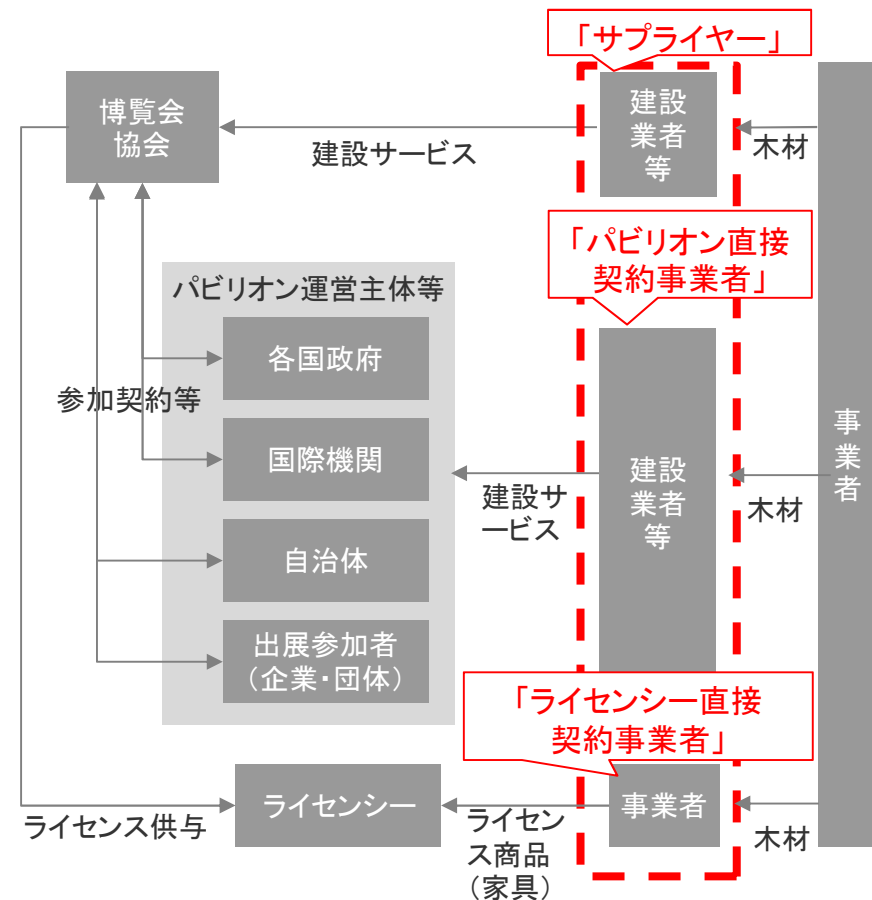 「サプライヤー」
博覧会
協会
建設
業者
等
建設サービス
木材
「パビリオン直接
契約事業者」
パビリオン運営主体等
各国政府
参加契約等
国際機関
自治体
出展参加者
（企業・団体）
建設サ
ービス
建設
業者
等
木材
事
業
者
「ライセンシー直接
契約事業者」
ライセンシー
事業者
ライセンス供与
ライセン
ス商品
（家具）
木材